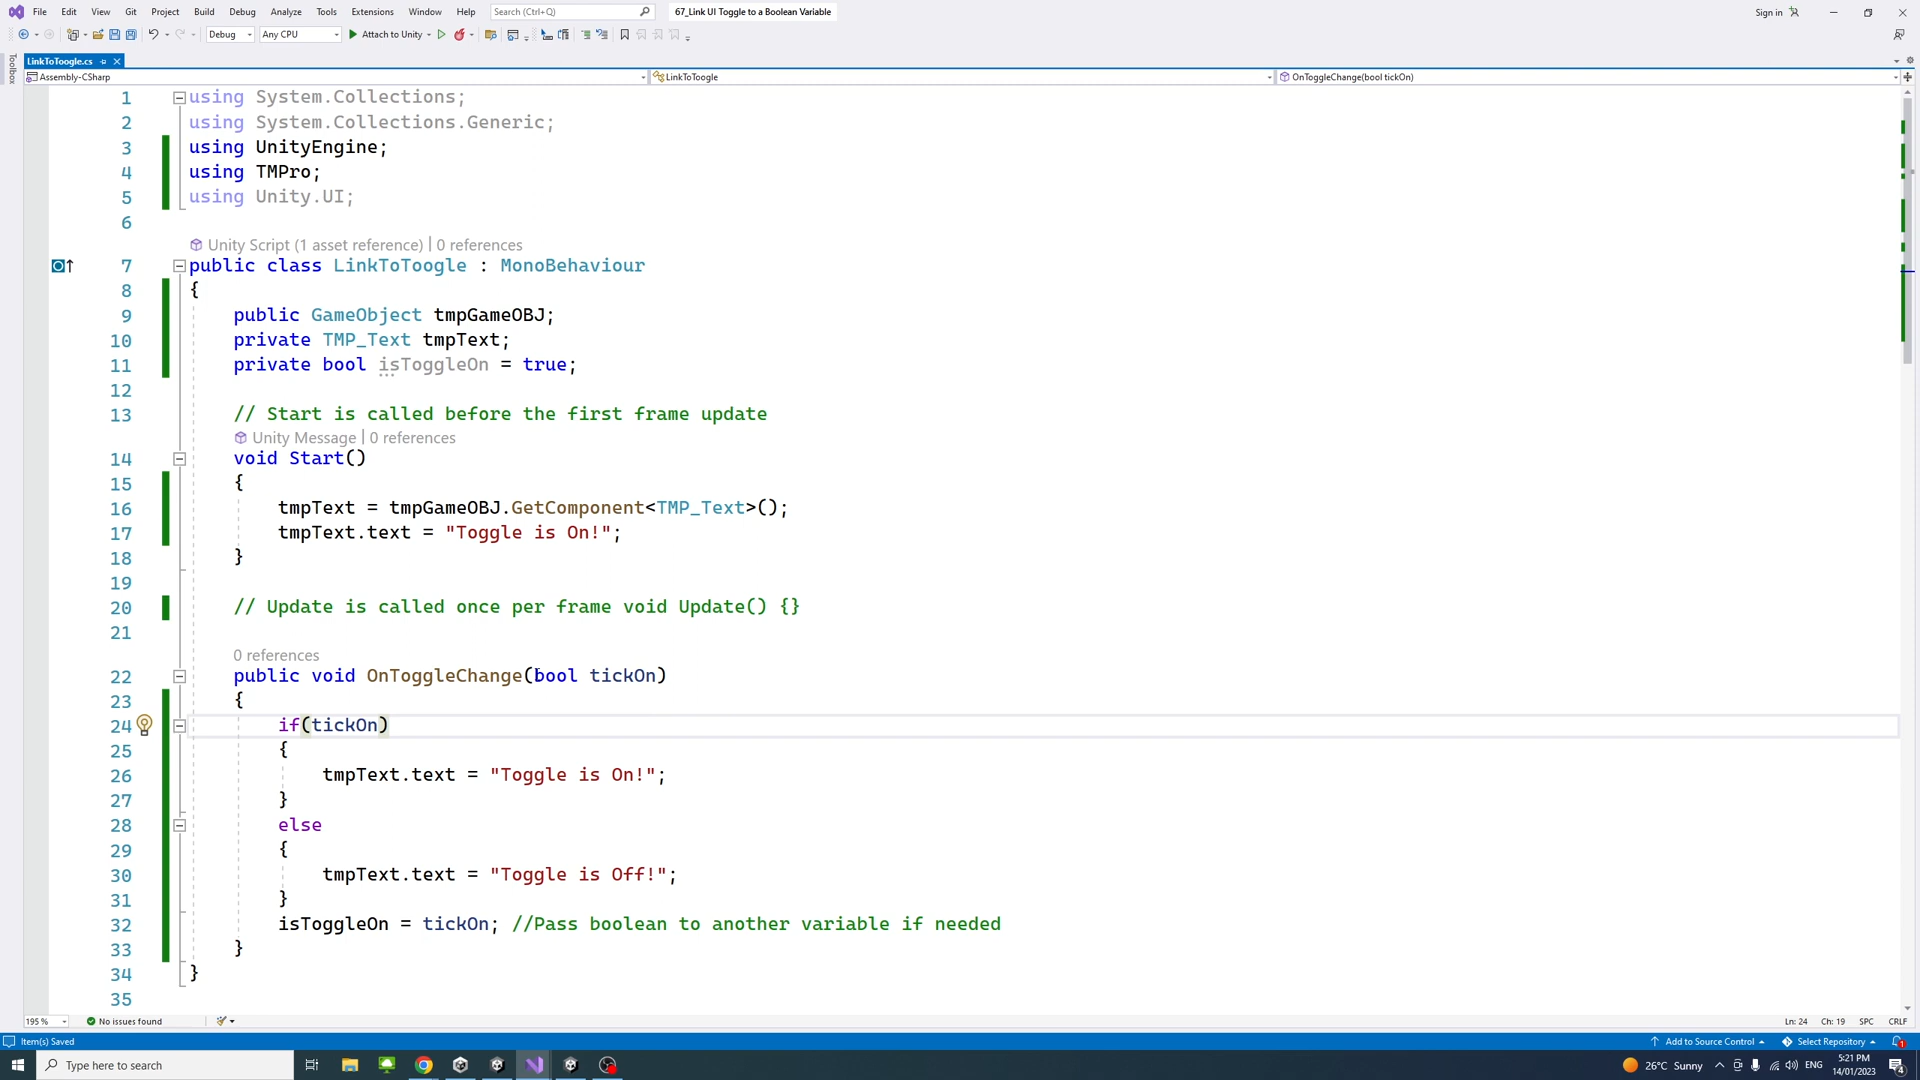 File Edit View Git Project Build Debug Analyze Tools Extensions Window Help Search (Ctrl+Q) 67_Link UI Toggle to a Boolean Variable Sign in
Debug Any CPU Attach to Unity
Toolbox
LinkToToogle.cs
Assembly-CSharp LinkToToogle OnToggleChange(bool tickOn)
1 using System.Collections;
2 using System.Collections.Generic;
3 using UnityEngine;
4 using TMPro;
5 using Unity.UI;
6
Unity Script (1 asset reference) | 0 references
7 public class LinkToToogle : MonoBehaviour
8 {
9 public GameObject tmpGameOBJ;
10 private TMP_Text tmpText;
11 private bool isToggleOn = true;
12
13 // Start is called before the first frame update
Unity Message | 0 references
14 void Start()
15 {
16 tmpText = tmpGameOBJ.GetComponent<TMP_Text>();
17 tmpText.text = "Toggle is On!";
18 }
19
20 // Update is called once per frame void Update() {}
21
0 references
22 public void OnToggleChange(bool tickOn)
23 {
24 if(tickOn)
25 {
26 tmpText.text = "Toggle is On!";
27 }
28 else
29 {
30 tmpText.text = "Toggle is Off!";
31 }
32 isToggleOn = tickOn; //Pass boolean to another variable if needed
33 }
34 }
35
195 % No issues found Ln: 24 Ch: 19 SPC CRLF
Item(s) Saved Add to Source Control Select Repository 1
Type here to search 26°C Sunny ENG 5:21 PM
14/01/2023 4